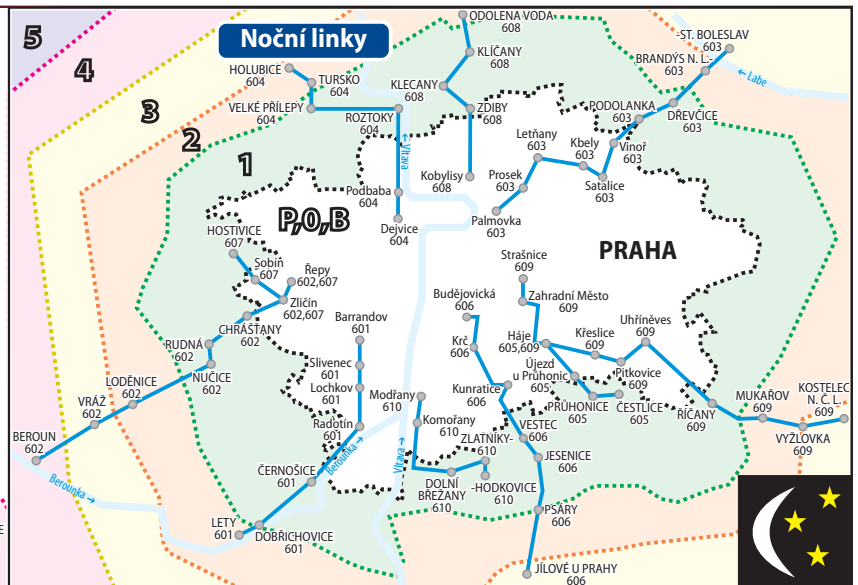 Noční linky
5
4
3
2
1
P,0,B
PRAHA
ODOLENA VODA
608
KLÍČANY
608
KLECANY
608
ZDIBY
608
Kobylisy
608
HOLUBICE
604
TURSKO
604
VELKÉ PŘÍLEPY
604
ROZTOKY
604
Podbaba
604
Dejvice
604
← Vltava
-ST. BOLESLAV
603
BRANDÝS N. L.-
603
← Labe
DŘEVČICE
603
PODOLANKA
603
Vinoř
603
Satalice
603
Kbely
603
Letňany
603
Prosek
603
Palmovka
603
HOSTIVICE
607
Sobín
607
Řepy
602,607
Zličín
602,607
CHRÁŠŤANY
602
RUDNÁ
602
NUČICE
602
LODĚNICE
602
VRÁŽ
602
BEROUN
602
Berounka →
Barrandov
601
Slivenec
601
Lochkov
601
Radotín
601
Berounka →
ČERNOŠICE
601
LETY
601
DOBŘICHOVICE
601
Vltava →
Modřany
610
Komořany
610
DOLNÍ
BŘEŽANY
610
ZLATNÍKY-
610
-HODKOVICE
610
Budějovická
606
Krč
606
Kunratice
606
VESTEC
606
JESENICE
606
PSÁRY
606
JÍLOVÉ U PRAHY
606
Strašnice
609
Zahradní Město
609
Háje
605,609
Újezd
u Průhonic
605
PRŮHONICE
605
ČESTLICE
605
Křeslice
609
Pitkovice
609
Uhříněves
609
ŘÍČANY
609
MUKAŘOV
609
VYŽLOVKA
609
KOSTELEC
N. Č. L.
609
E